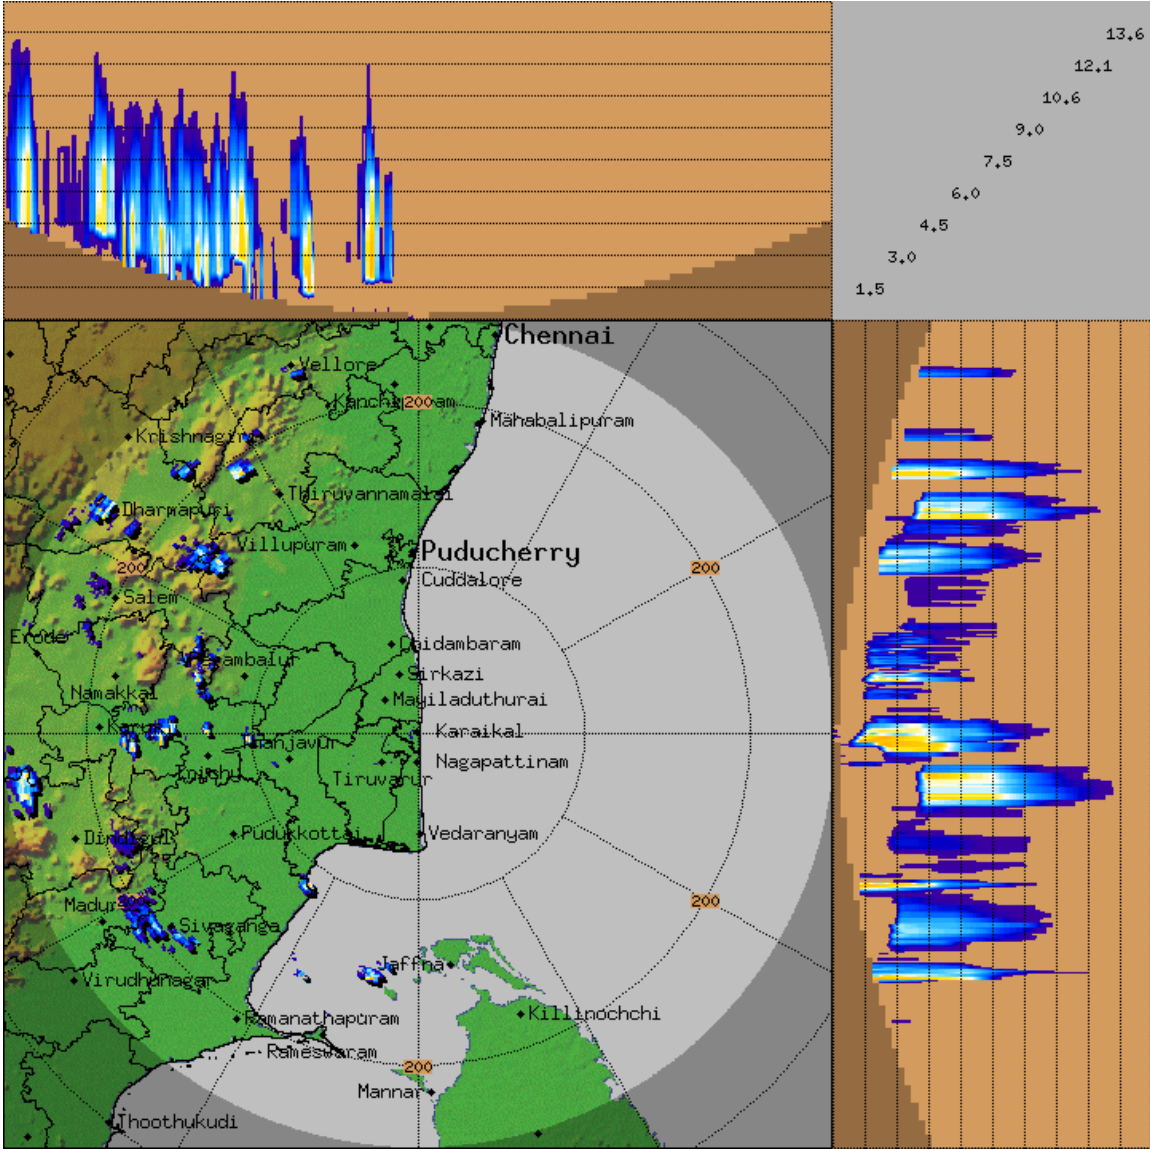 13.6
12.1
10.6
9.0
7.5
6.0
4.5
3.0
1.5
Chennai
Vellore
200
Mahabalipuram
Krishnagiri
Thiruvannamalai
Dharmapuri
Villupuram
Puducherry
200
200
Cuddalore
Salem
Erode
Chidambaram
Perambalur
Sirkazi
Namakkal
Mayiladuthurai
Karur
Karaikal
Thanjavur
Nagapattinam
Tiruvarur
Pudukkottai
Vedaranyam
Dindigul
200
200
Sivaganga
Jaffna
Virudhunagar
Killinochchi
Ramanathapuram
Rameswaram
200
Mannar
Thoothukudi